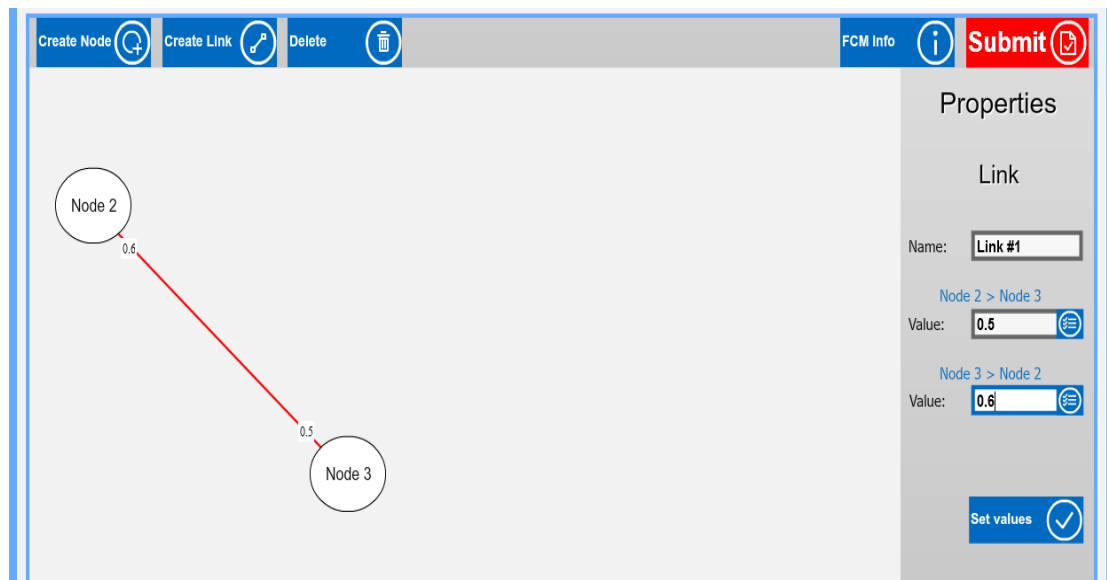 Create Node Create Link Delete FCM Info Submit
Properties
Link
Node 2
0.6
Name: Link #1
Node 2 > Node 3
Value: 0.5
Node 3 > Node 2
Value: 0.6
0.5
Node 3
Set values